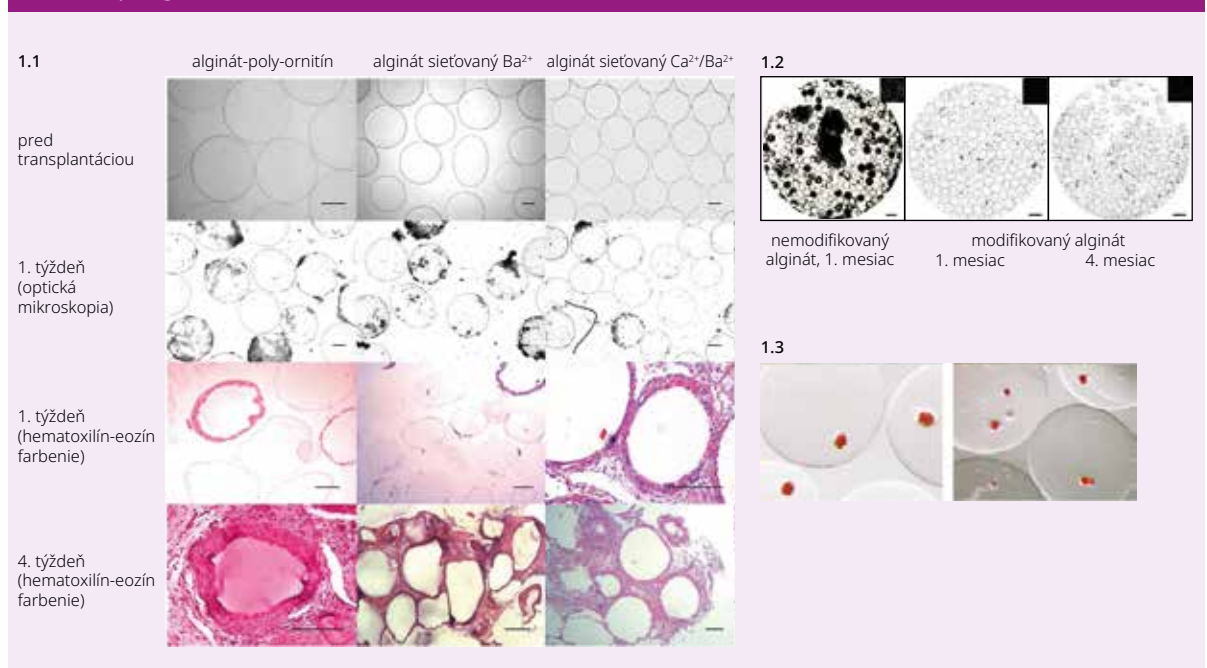 1.1
alginát-poly-ornitín
alginát sieťovaný Ba²⁺
alginát sieťovaný Ca²⁺/Ba²⁺
pred
transplantáciou
1. týždeň
(optická
mikroskopia)
1. týždeň
(hematoxilín-eozín
farbenie)
4. týždeň
(hematoxilín-eozín
farbenie)
1.2
nemodifikovaný
alginát, 1. mesiac
modifikovaný alginát
1. mesiac
4. mesiac
1.3